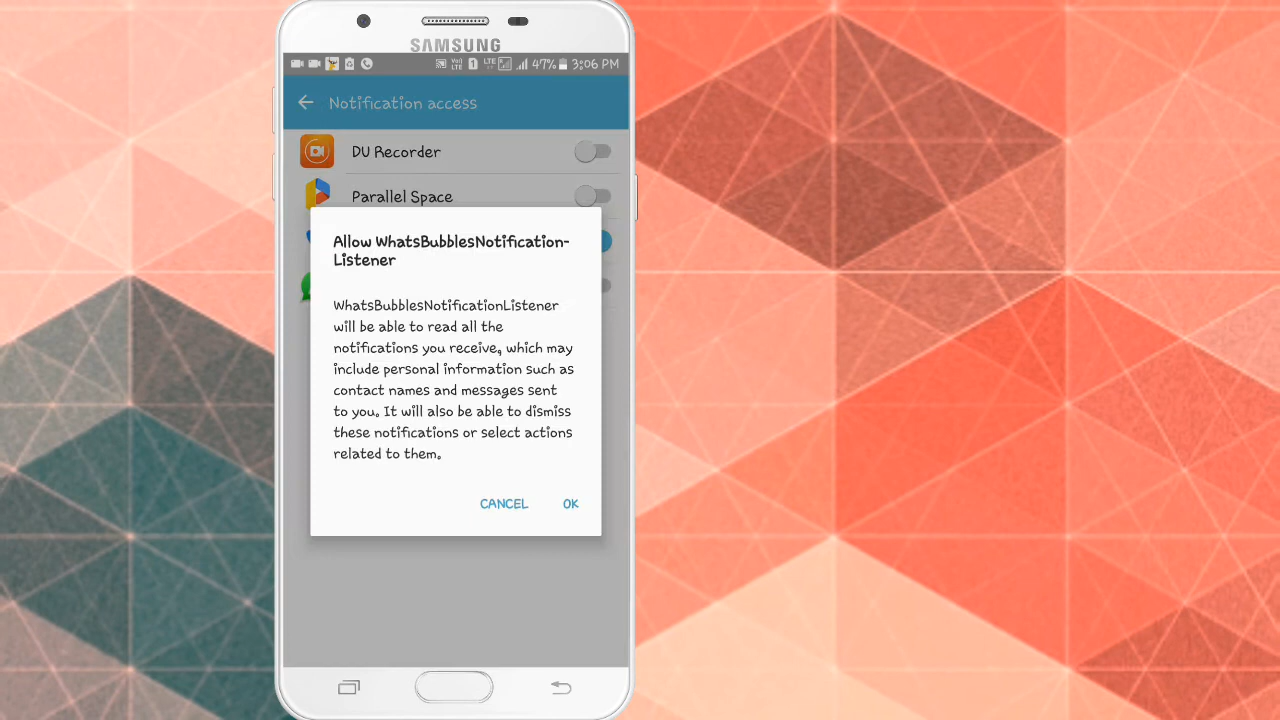 SAMSUNG
47% 3:06 PM
Notification access
DU Recorder
Parallel Space
Allow WhatsBubblesNotification-
Listener
WhatsBubblesNotificationListener
will be able to read all the
notifications you receive, which may
include personal information such as
contact names and messages sent
to you. It will also be able to dismiss
these notifications or select actions
related to them.
CANCEL OK